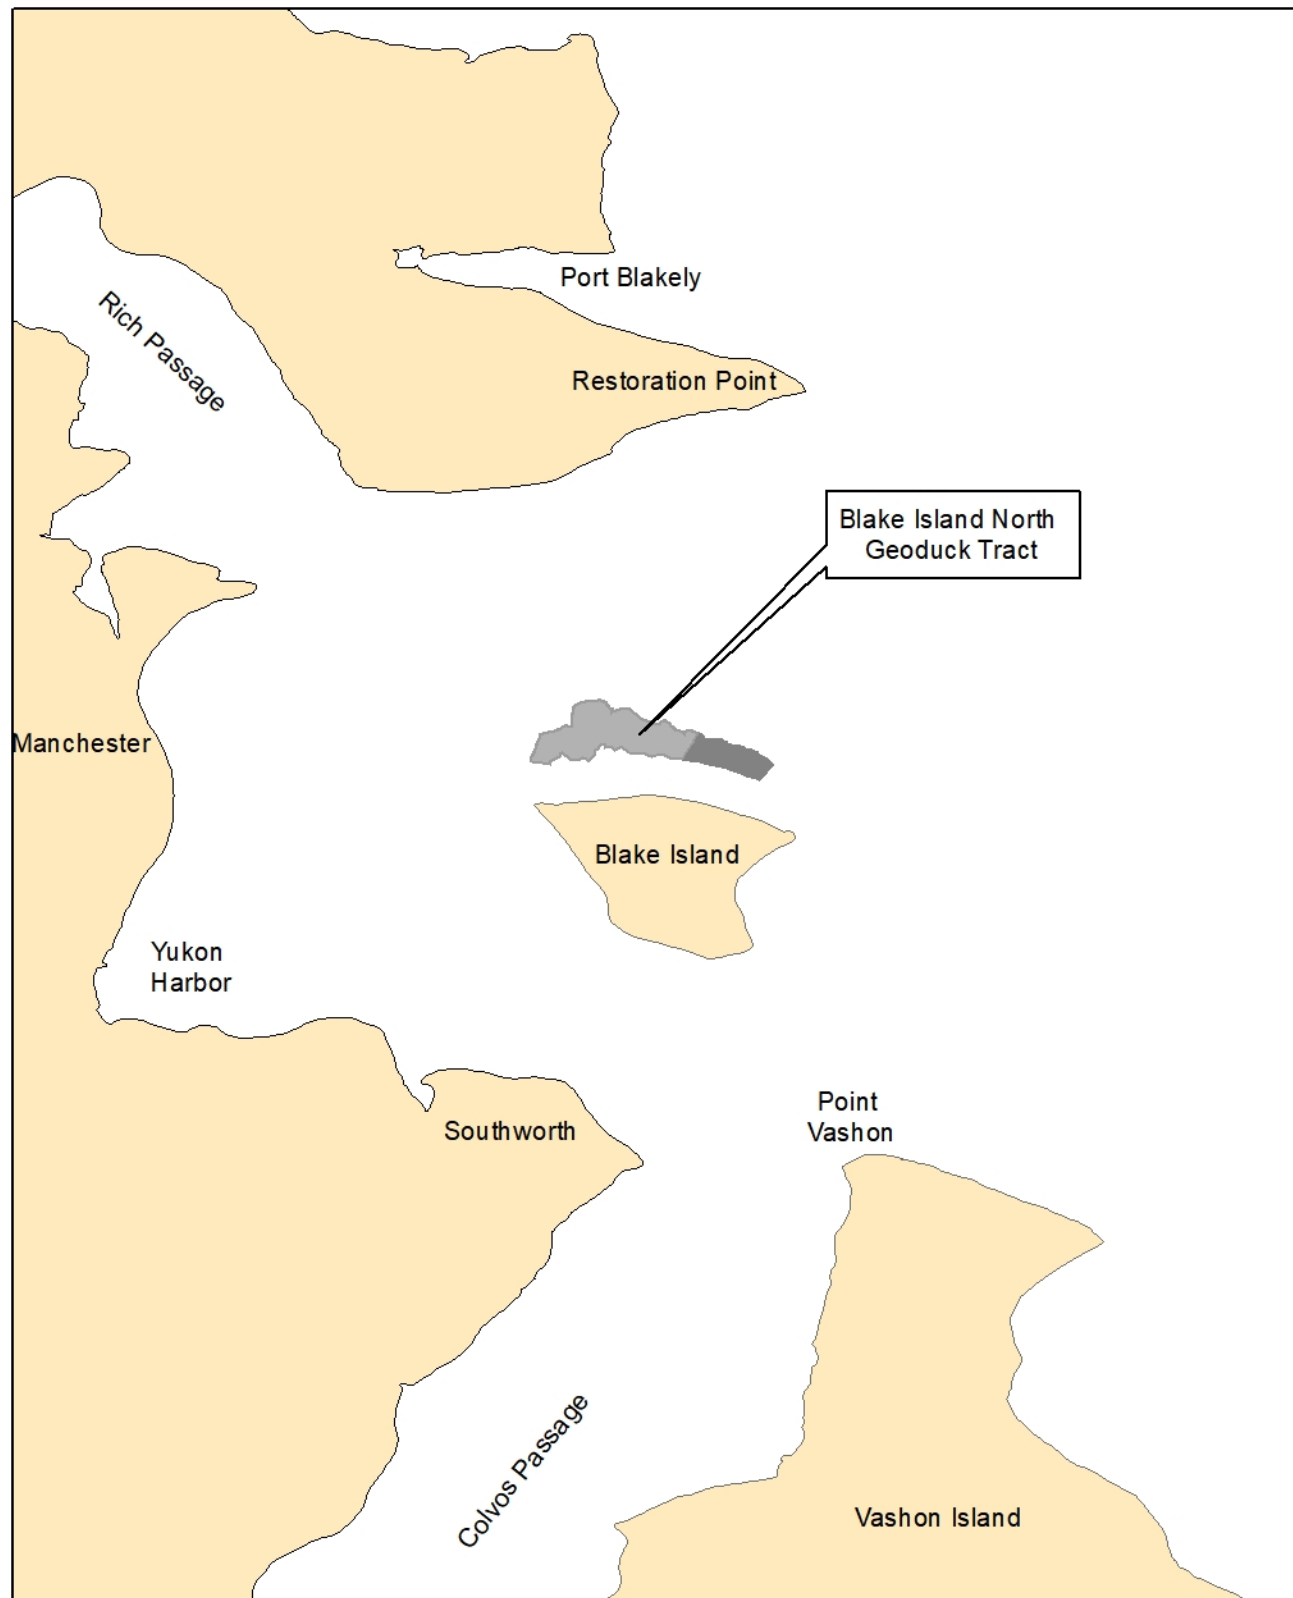 Port Blakely
Rich Passage
Restoration Point
Blake Island North
Geoduck Tract
Manchester
Blake Island
Yukon
Harbor
Point
Vashon
Southworth
Colvos Passage
Vashon Island